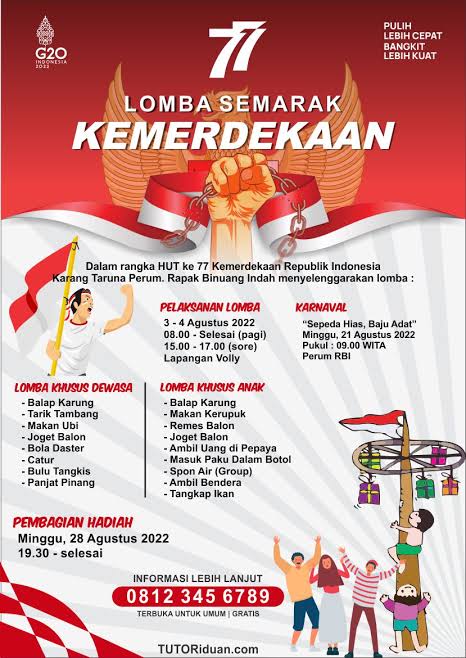 G20
INDONESIA
2022
77
PULIH
LEBIH CEPAT
BANGKIT
LEBIH KUAT
LOMBA SEMARAK
KEMERDEKAAN
Dalam rangka HUT ke 77 Kemerdekaan Republik Indonesia
Karang Taruna Perum. Rapak Binuang Indah menyelenggarakan lomba :
PELAKSANAN LOMBA
3 - 4 Agustus 2022
08.00 - Selesai (pagi)
15.00 - 17.00 (sore)
Lapangan Volly
KARNAVAL
“Sepeda Hias, Baju Adat”
Minggu, 21 Agustus 2022
Pukul : 09.00 WITA
Perum RBI
LOMBA KHUSUS DEWASA
- Balap Karung
- Tarik Tambang
- Makan Ubi
- Joget Balon
- Bola Daster
- Catur
- Bulu Tangkis
- Panjat Pinang
LOMBA KHUSUS ANAK
- Balap Karung
- Makan Kerupuk
- Remes Balon
- Joget Balon
- Ambil Uang di Pepaya
- Masuk Paku Dalam Botol
- Spon Air (Group)
- Ambil Bendera
- Tangkap Ikan
PEMBAGIAN HADIAH
Minggu, 28 Agustus 2022
19.30 - selesai
INFORMASI LEBIH LANJUT
0812 345 6789
TERBUKA UNTUK UMUM | GRATIS
TUTORiduan.com